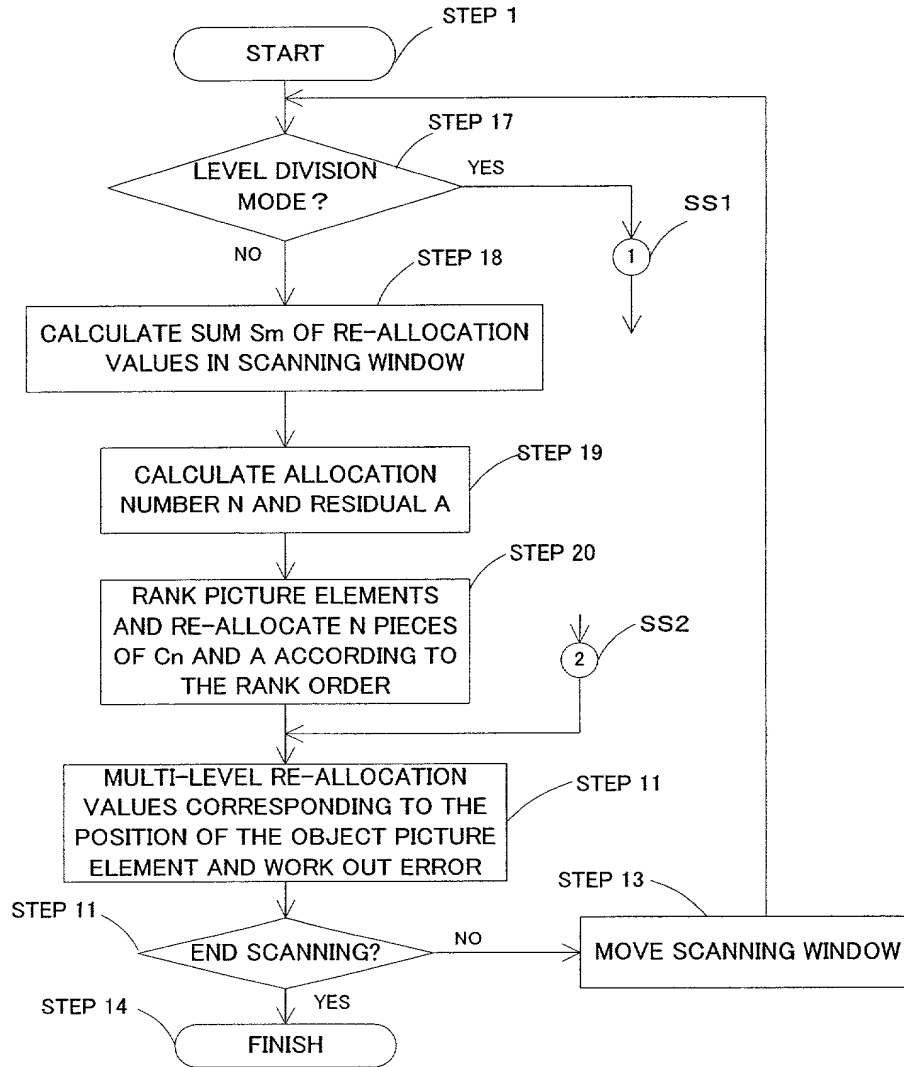 STEP 1
START
STEP 17
LEVEL DIVISION
MODE?
YES
SS1
1
NO
STEP 18
CALCULATE SUM Sm OF RE-ALLOCATION
VALUES IN SCANNING WINDOW
STEP 19
CALCULATE ALLOCATION
NUMBER N AND RESIDUAL A
STEP 20
RANK PICTURE ELEMENTS
AND RE-ALLOCATE N PIECES
OF Cn AND A ACCORDING TO
THE RANK ORDER
SS2
2
MULTI-LEVEL RE-ALLOCATION
VALUES CORRESPONDING TO THE
POSITION OF THE OBJECT PICTURE
ELEMENT AND WORK OUT ERROR
STEP 11
STEP 13
STEP 11
END SCANNING?
NO
MOVE SCANNING WINDOW
YES
STEP 14
FINISH